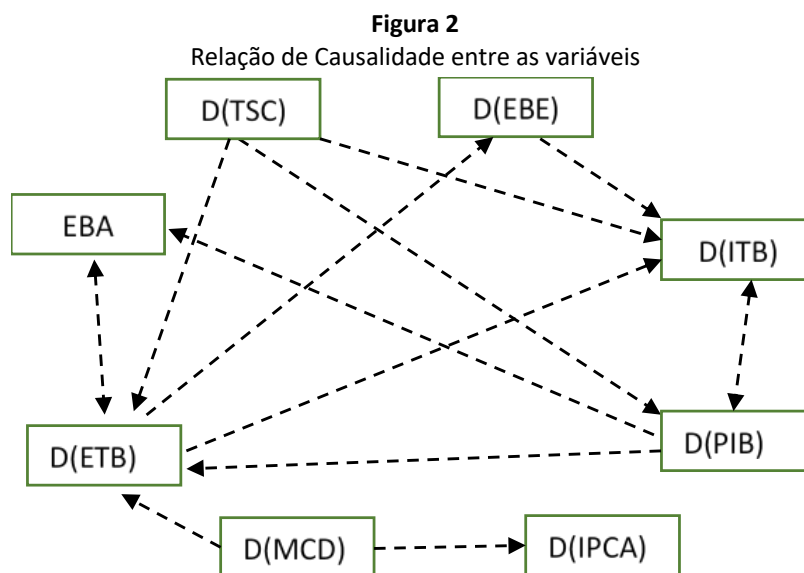 Figura 2
Relação de Causalidade entre as variáveis
D(TSC)
D(EBE)
EBA
D(ITB)
D(ETB)
D(PIB)
D(MCD)
D(IPCA)